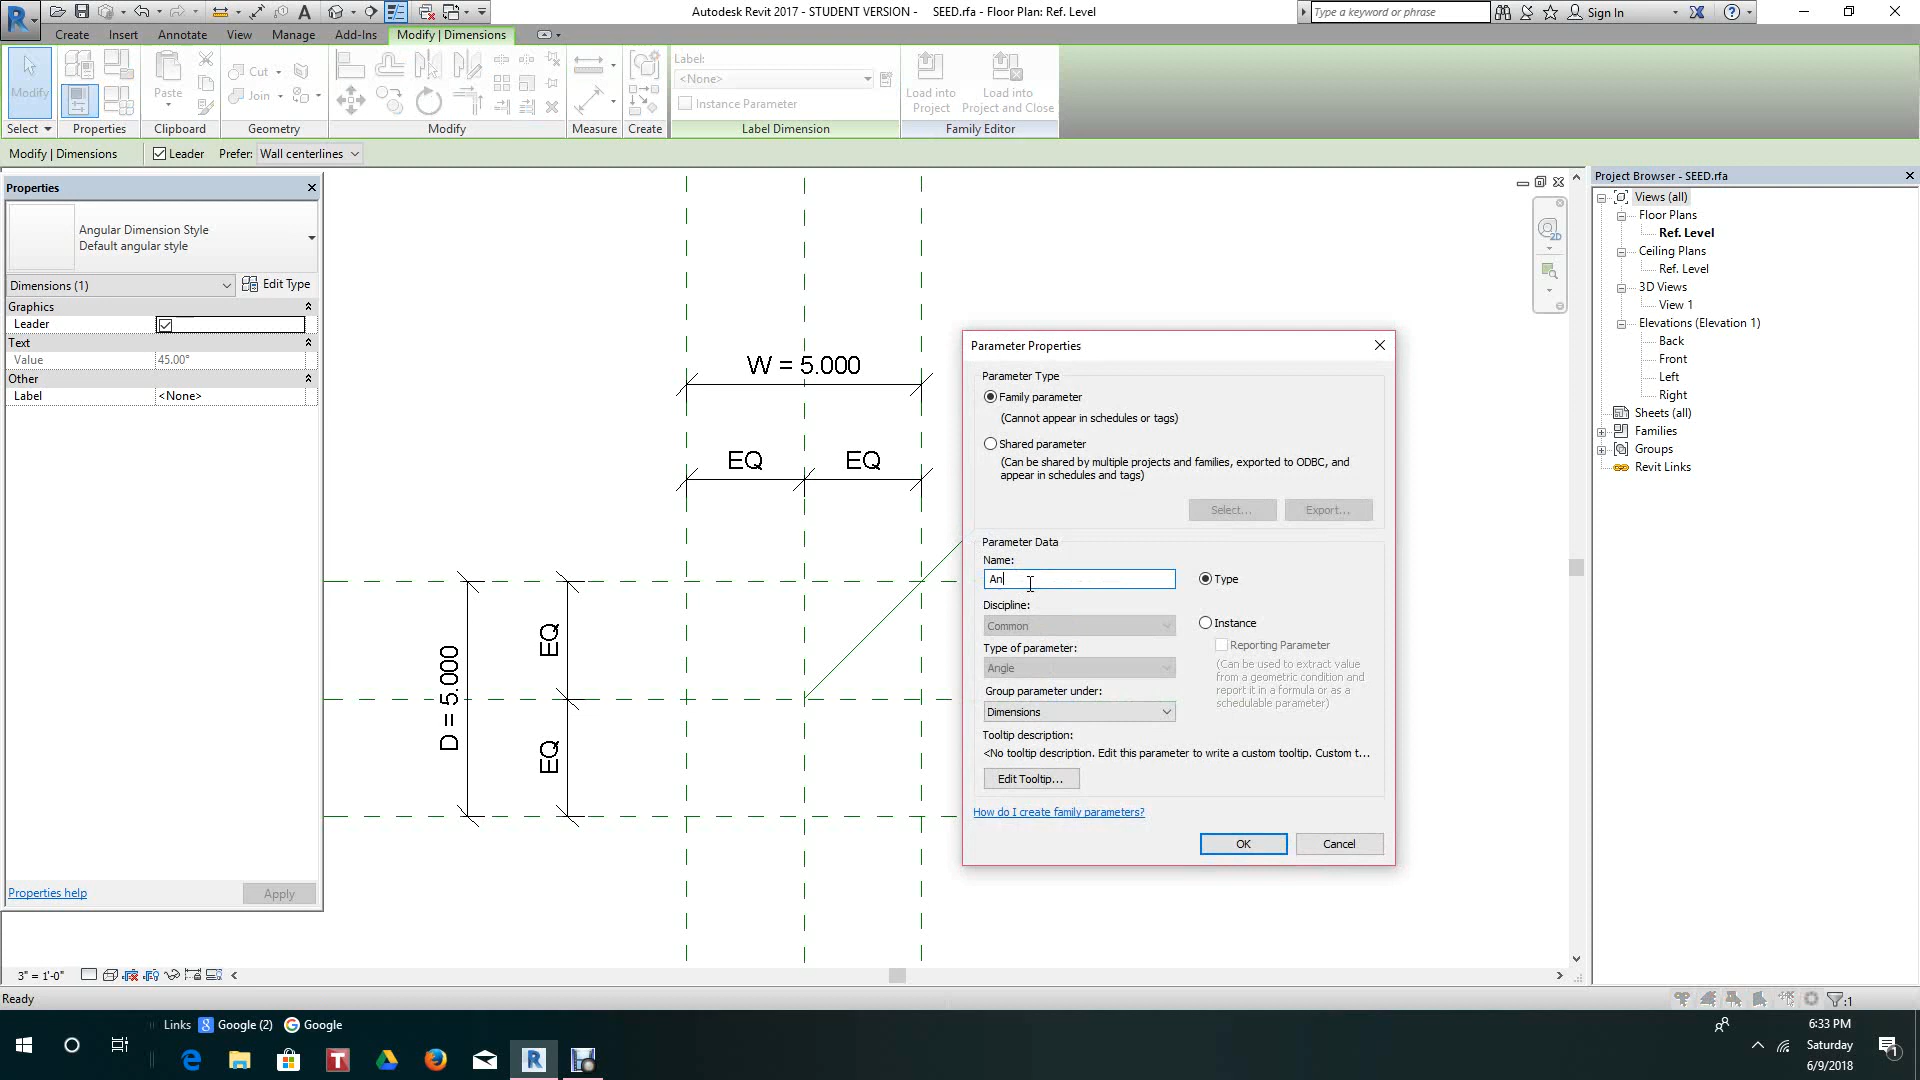 Autodesk Revit 2017 - STUDENT VERSION -     SEED.rfa - Floor Plan: Ref. Level
Type a keyword or phrase
Sign In
Create
Insert
Annotate
View
Manage
Add-Ins
Modify | Dimensions
Modify
Paste
Cut
Join
Label:
<None>
Instance Parameter
Load into
Project
Load into
Project and Close
Select
Properties
Clipboard
Geometry
Modify
Measure
Create
Label Dimension
Family Editor
Modify | Dimensions
Leader
Prefer:
Wall centerlines
Properties
Angular Dimension Style
Default angular style
Dimensions (1)
Edit Type
Graphics
Leader
Text
Value
45.00°
Other
Label
<None>
Properties help
Apply
W = 5.000
EQ
EQ
D = 5.000
EQ
EQ
2D
Parameter Properties
Parameter Type
Family parameter
(Cannot appear in schedules or tags)
Shared parameter
(Can be shared by multiple projects and families, exported to ODBC, and
appear in schedules and tags)
Select...
Export...
Parameter Data
Name:
An
Type
Discipline:
Common
Instance
Reporting Parameter
Type of parameter:
Angle
(Can be used to extract value
from a geometric condition and
report it in a formula or as a
schedulable parameter)
Group parameter under:
Dimensions
Tooltip description:
<No tooltip description. Edit this parameter to write a custom tooltip. Custom t...
Edit Tooltip...
How do I create family parameters?
OK
Cancel
Project Browser - SEED.rfa
Views (all)
Floor Plans
Ref. Level
Ceiling Plans
Ref. Level
3D Views
View 1
Elevations (Elevation 1)
Back
Front
Left
Right
Sheets (all)
Families
Groups
Revit Links
3" = 1'-0"
Ready
:1
Links
Google (2)
Google
6:33 PM
Saturday
6/9/2018
1